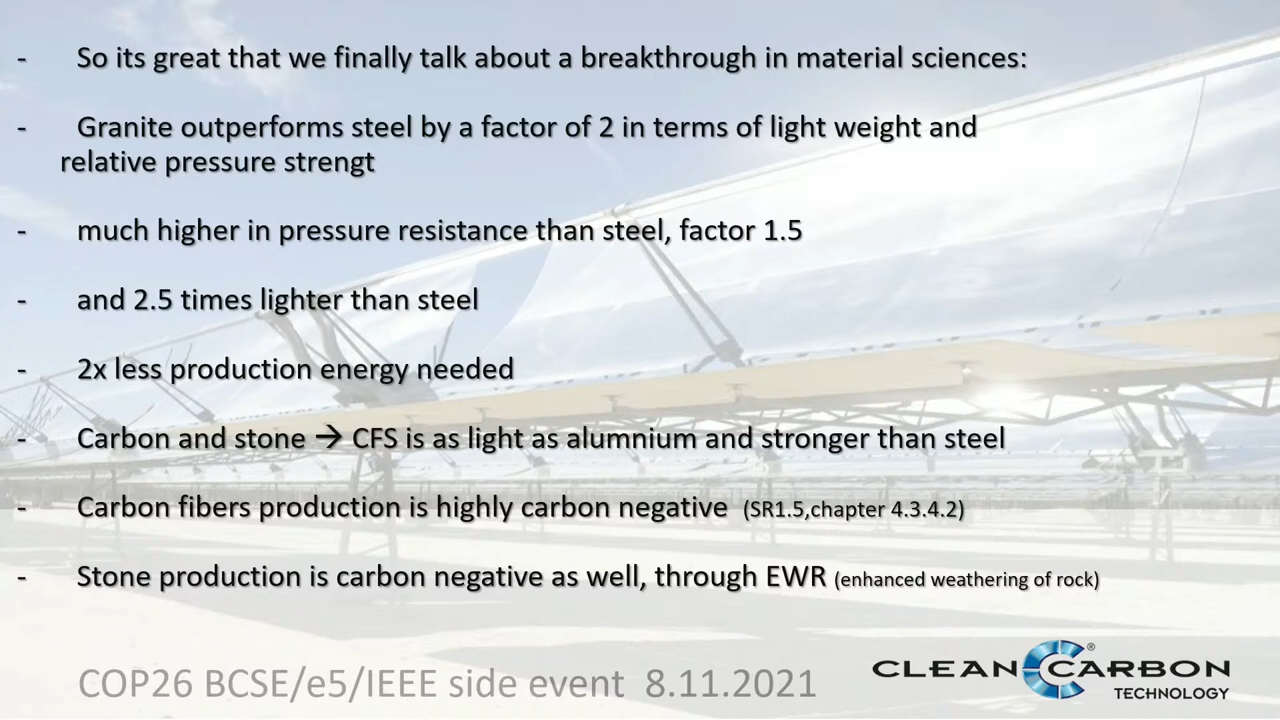 - So its great that we finally talk about a breakthrough in material sciences:
- Granite outperforms steel by a factor of 2 in terms of light weight and
relative pressure strengt
- much higher in pressure resistance than steel, factor 1.5
- and 2.5 times lighter than steel
- 2x less production energy needed
- Carbon and stone → CFS is as light as alumnium and stronger than steel
- Carbon fibers production is highly carbon negative (SR1.5,chapter 4.3.4.2)
- Stone production is carbon negative as well, through EWR (enhanced weathering of rock)
COP26 BCSE/e5/IEEE side event 8.11.2021
CLEAN CARBON®
TECHNOLOGY